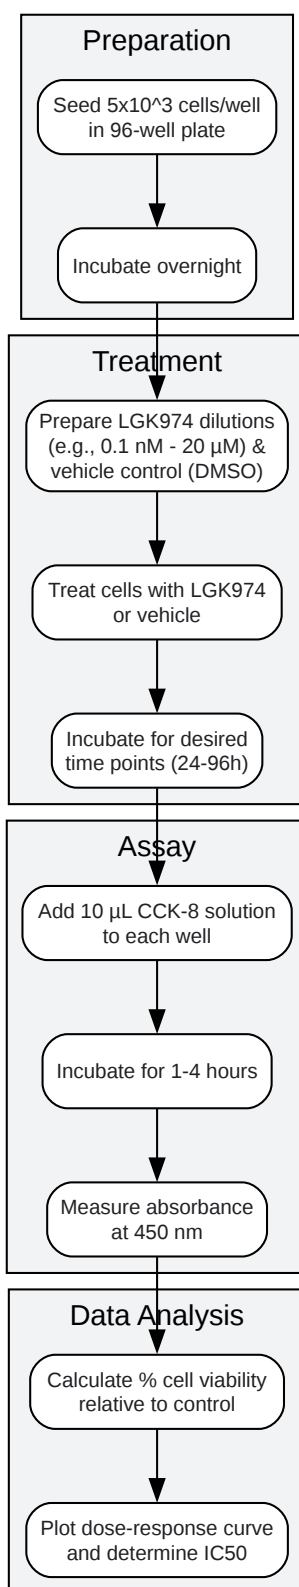 Preparation
Seed 5x10^3 cells/well
in 96-well plate
Incubate overnight
Treatment
Prepare LGK974 dilutions
(e.g., 0.1 nM - 20 µM) &
vehicle control (DMSO)
Treat cells with LGK974
or vehicle
Incubate for desired
time points (24-96h)
Assay
Add 10 µL CCK-8 solution
to each well
Incubate for 1-4 hours
Measure absorbance
at 450 nm
Data Analysis
Calculate % cell viability
relative to control
Plot dose-response curve
and determine IC50